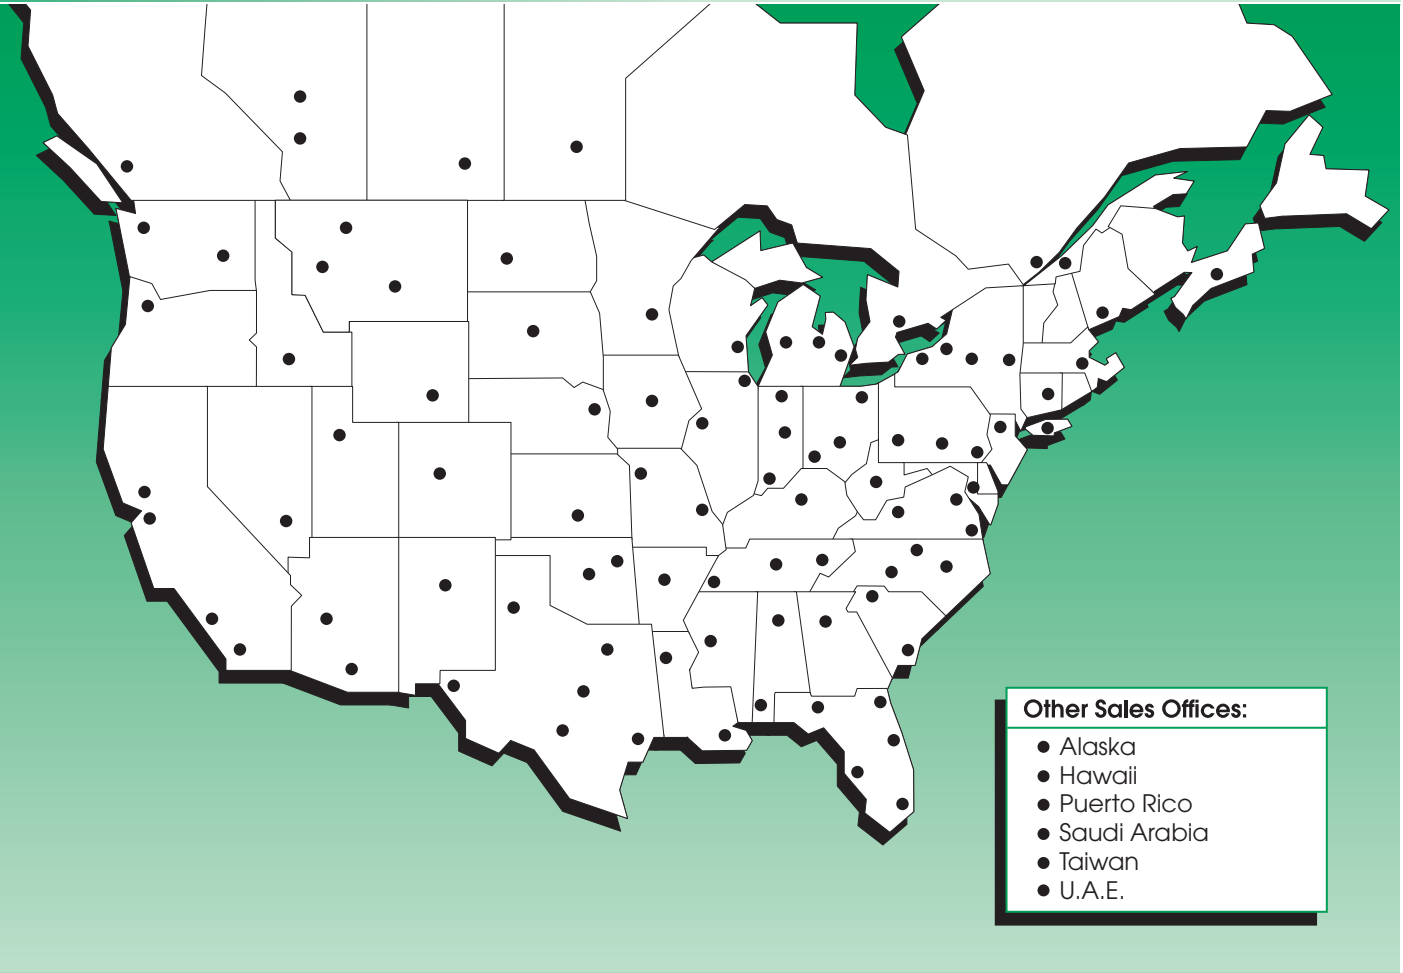 Other Sales Offices:
● Alaska
● Hawaii
● Puerto Rico
● Saudi Arabia
● Taiwan
● U.A.E.